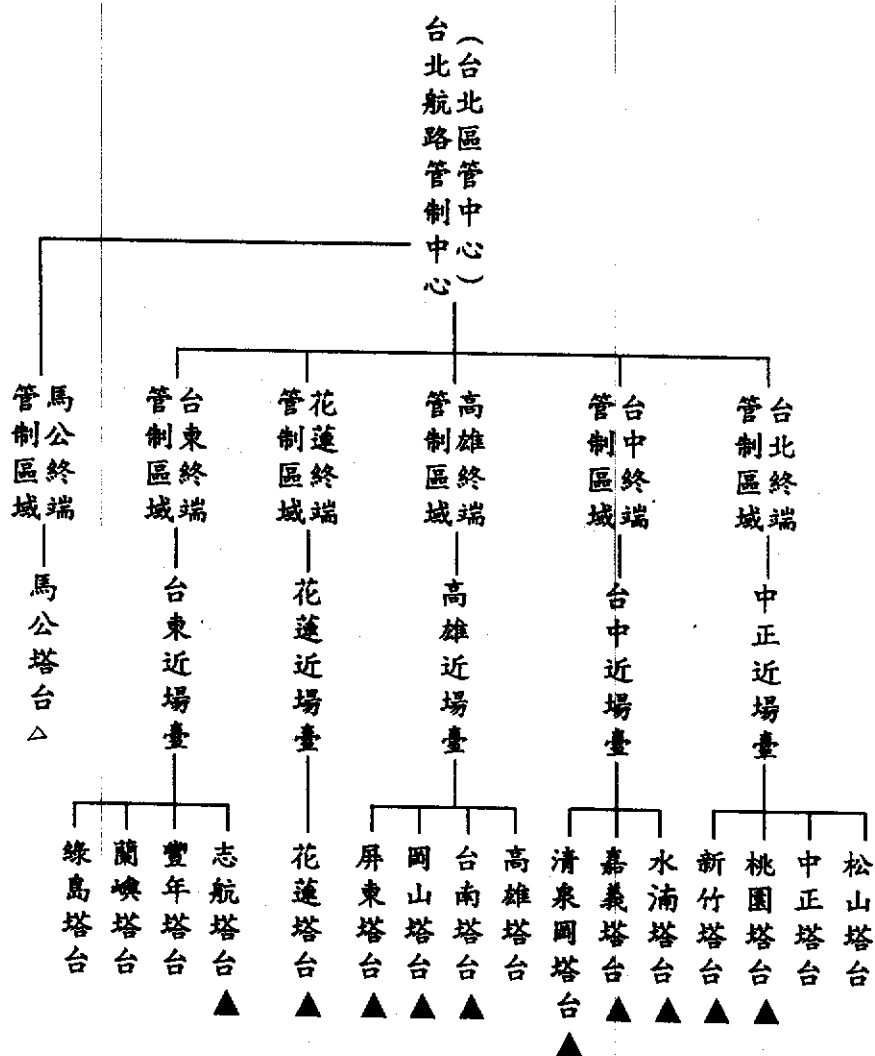 (台北區管中心)
台北航路管制中心
台北終端
管制區域
台中終端
管制區域
高雄終端
管制區域
花蓮終端
管制區域
台東終端
管制區域
馬公終端
管制區域
中正近場臺
台中近場臺
高雄近場臺
花蓮近場臺
台東近場臺
馬公塔台△
松山塔台
中正塔台
桃園塔台▲
新竹塔台▲
水湳塔台▲
嘉義塔台▲
清泉岡塔台▲
高雄塔台
台南塔台▲
岡山塔台▲
屏東塔台▲
花蓮塔台▲
志航塔台▲
豐年塔台
蘭嶼塔台
綠島塔台